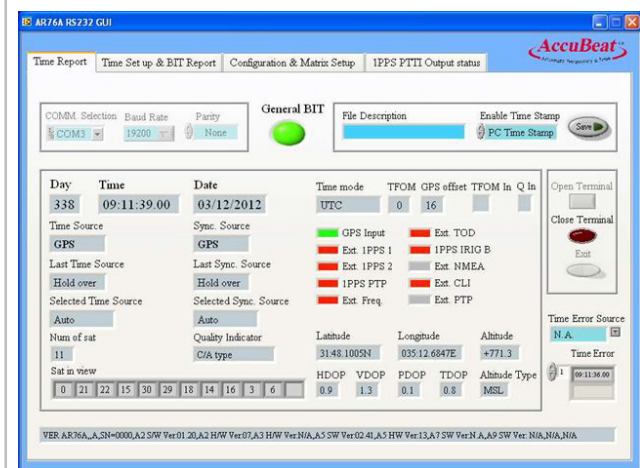 AR76A RS232 GUI
AccuBeat
Time Report
Time Set up & BIT Report
Configuration & Matrix Setup
1PPS PTTI Output status
COMM. Selection
Baud Rate
Parity
General BIT
File Description
Enable Time Stamp
COM3
19200
None
PC Time Stamp
Save
Day
Time
Date
Time mode
TFOM
GPS offset
TFOM In
Q In
Open Terminal
338
09:11:39.00
03/12/2012
UTC
0
16
Time Source
Sync. Source
Close Terminal
GPS
GPS
GPS Input
Ext. TOD
Ext. 1PPS 1
1PPS IRIG B
Last Time Source
Last Sync. Source
Ext. 1PPS 2
Ext. NMEA
Exit
Hold over
Hold over
1PPS PTP
Ext. CLI
Selected Time Source
Selected Sync. Source
Ext. Freq.
Ext. PTP
Auto
Auto
Time Error Source
Num of sat
Quality Indicator
Latitude
Longitude
Altitude
N.A.
11
C/A type
31:48.1005N
035:12.6847E
+771.3
Time Error
Sat in view
HDOP
VDOP
PDOP
TDOP
Altitude Type
1
09:11:36.00
0 21 22 15 30 29 18 14 16 3 6
0.9
1.3
0.1
0.8
MSL
VER AR76A,,A,SN=0000,A2 S/W Ver:01.20,A2 H/W Ver:07,A3 H/W Ver:N/A,A5 SW Ver:02.41,A5 HW Ver:13,A7 SW Ver:N.A,A9 SW Ver: N/A,N/A,N/A